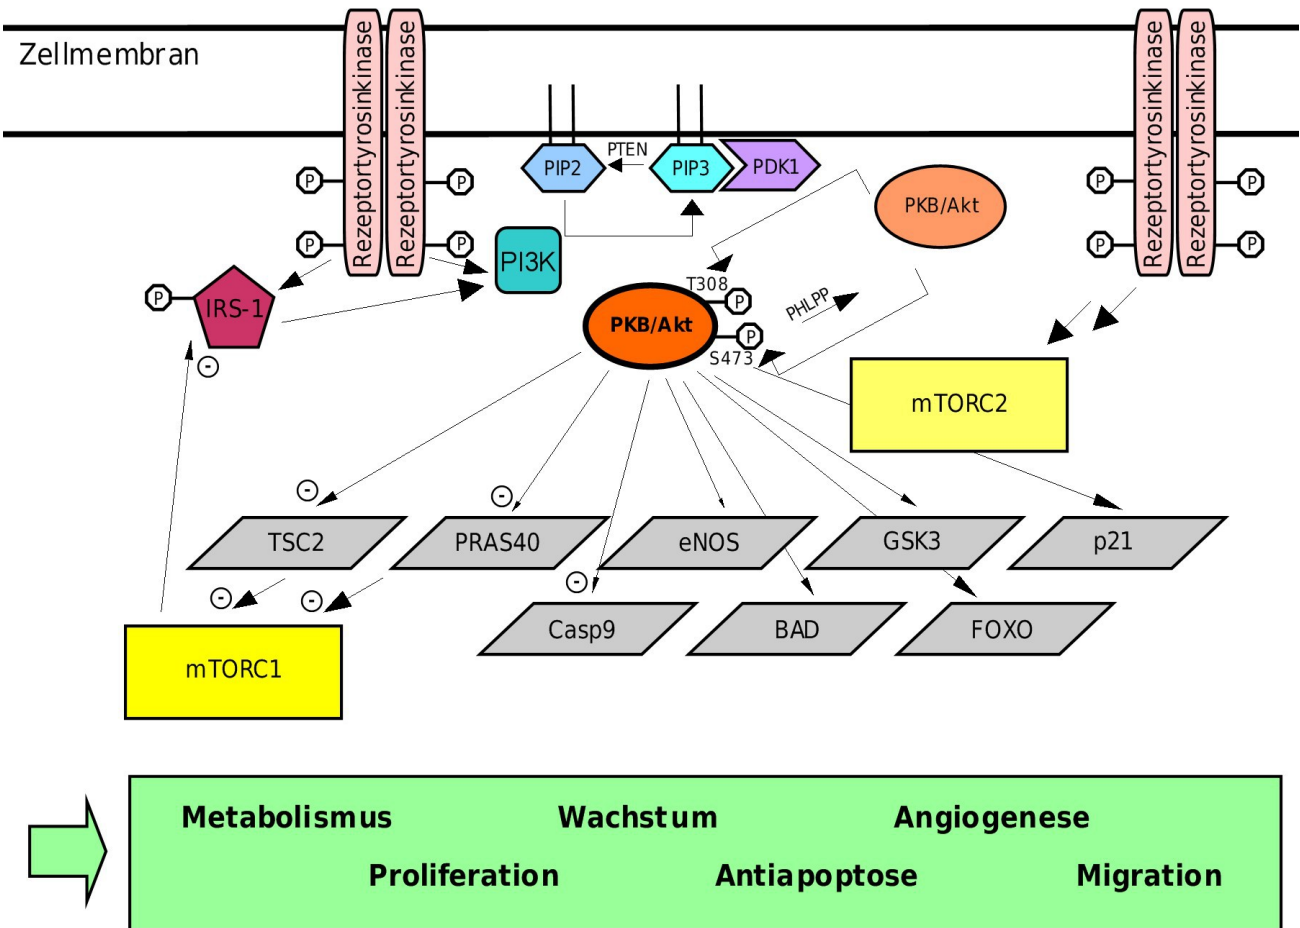 Zellmembran
Rezeptortyrosinkinase
Rezeptortyrosinkinase
Rezeptortyrosinkinase
Rezeptortyrosinkinase
PIP2
PTEN
PIP3
PDK1
PKB/Akt
P
P
P
P
P
P
P
P
PI3K
P
IRS-1
-
T308
P
PKB/Akt
P
S473
PHLPP
mTORC2
-
-
TSC2
PRAS40
eNOS
GSK3
p21
-
-
-
Casp9
BAD
FOXO
mTORC1
Metabolismus
Wachstum
Angiogenese
Proliferation
Antiapoptose
Migration